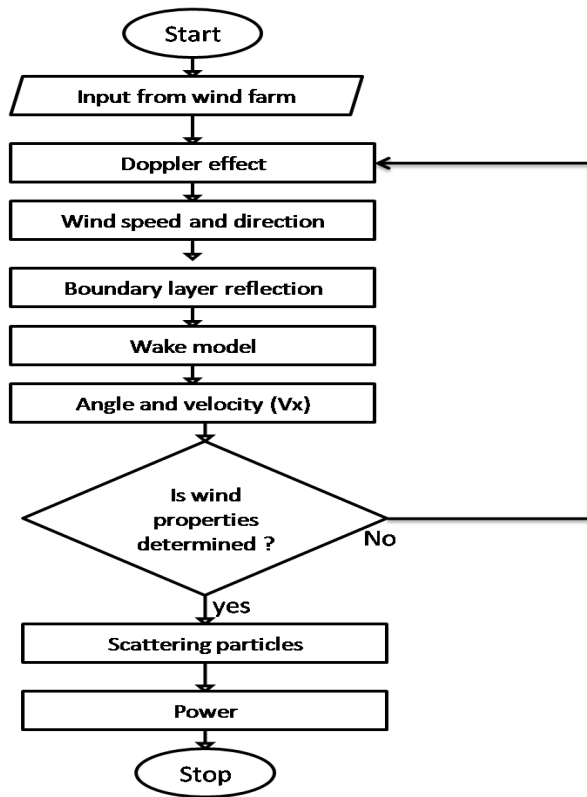 Start
Input from wind farm
Doppler effect
Wind speed and direction
Boundary layer reflection
Wake model
Angle and velocity (Vx)
Is wind
properties
determined ?
No
yes
Scattering particles
Power
Stop